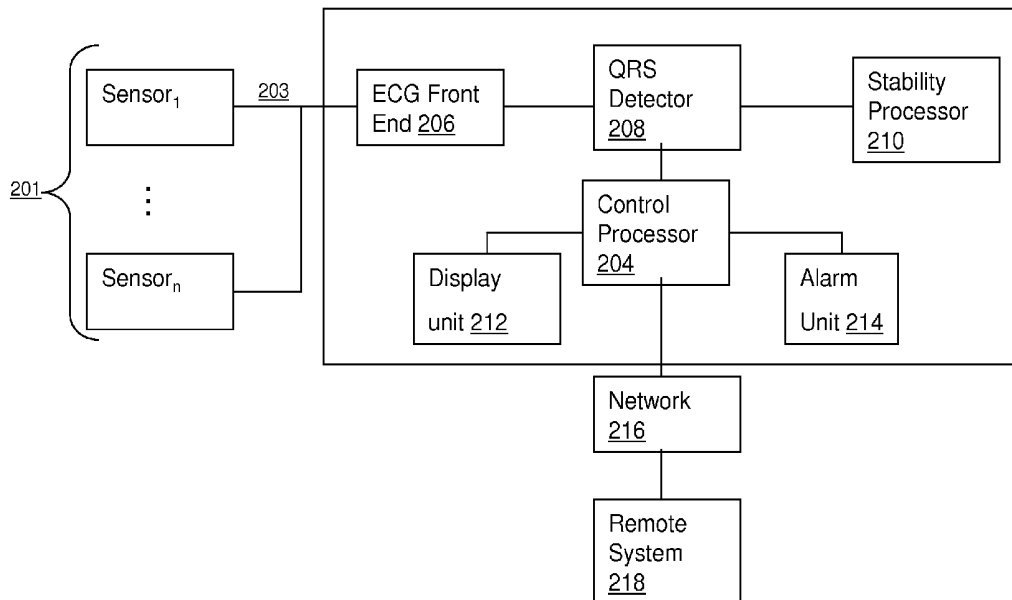 201
Sensor1
203
⋮
Sensorn
ECG Front
End 206
QRS
Detector
208
Stability
Processor
210
Control
Processor
204
Display
unit 212
Alarm
Unit 214
Network
216
Remote
System
218